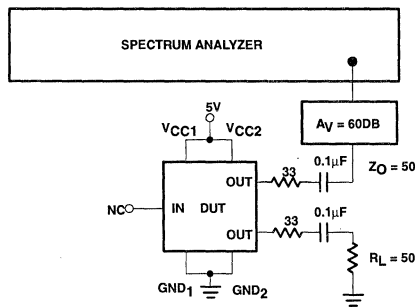 SPECTRUM ANALYZER
5V
VCC1 VCC2
AV = 60DB
0.1μF
ZO = 50
33
OUT
NC
IN DUT
33
0.1μF
OUT
RL = 50
GND1 GND2